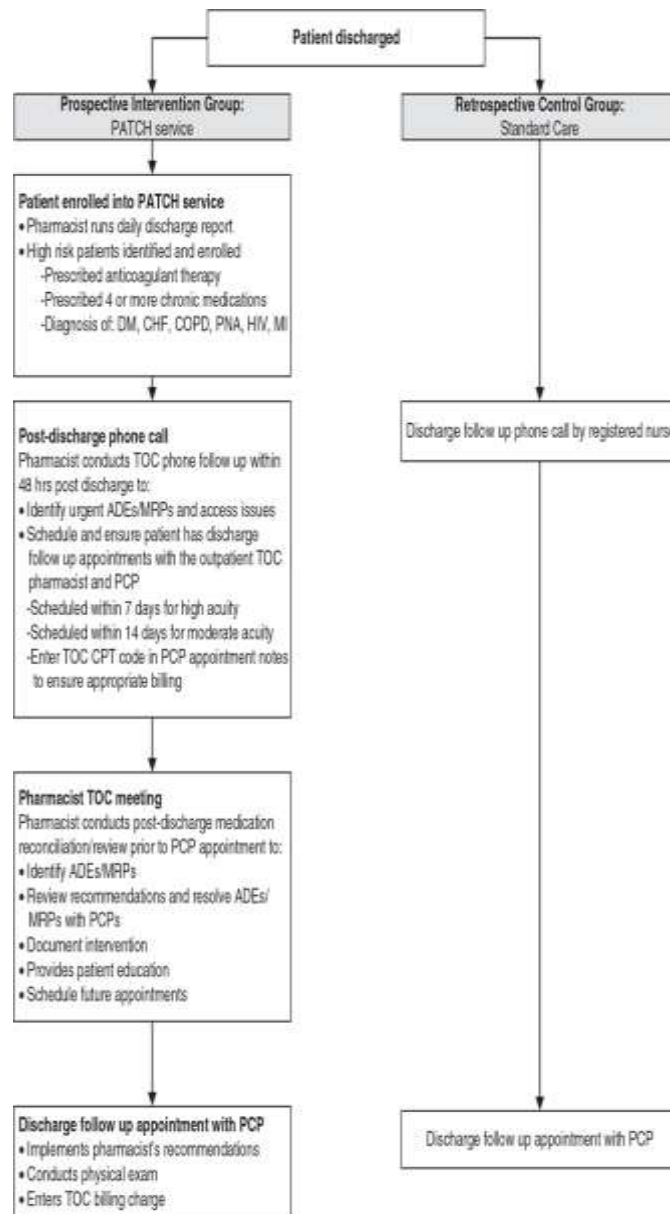 Patient discharged
Prospective Intervention Group:
PATCH service
Retrospective Control Group:
Standard Care
Patient enrolled into PATCH service
• Pharmacist runs daily discharge report
• High risk patients identified and enrolled
-Prescribed anticoagulant therapy
-Prescribed 4 or more chronic medications
-Diagnosis of: DM, CHF, COPD, PNA, HIV, MI
Post-discharge phone call
Pharmacist conducts TOC phone follow up within
48 hrs post discharge to:
• Identify urgent ADEs/MRPs and access issues
• Schedule and ensure patient has discharge
follow up appointments with the outpatient TOC
pharmacist and PCP
-Scheduled within 7 days for high acuity
-Scheduled within 14 days for moderate acuity
-Enter TOC CPT code in PCP appointment notes
to ensure appropriate billing
Discharge follow up phone call by registered nurse
Pharmacist TOC meeting
Pharmacist conducts post-discharge medication
reconciliation/review prior to PCP appointment to:
• Identify ADEs/MRPs
• Review recommendations and resolve ADEs/
MRPs with PCPs
• Document intervention
• Provides patient education
• Schedule future appointments
Discharge follow up appointment with PCP
• Implements pharmacist's recommendations
• Conducts physical exam
• Enters TOC billing charge
Discharge follow up appointment with PCP